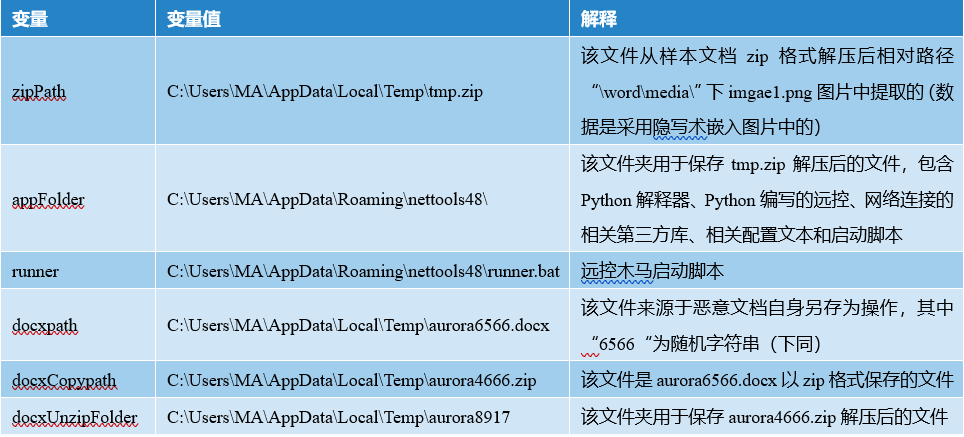 变量 变量值 解释
该文件从样本文档 zip 格式解压后相对路径
zipPath C:\Users\MA\AppData\Local\Temp\tmp.zip “\word\media\”下 imgae1.png 图片中提取的（数
据是采用隐写术嵌入图片中的）
该文件夹用于保存 tmp.zip 解压后的文件，包含
appFolder C:\Users\MA\AppData\Roaming\nettools48\ Python 解释器、Python 编写的远控、网络连接的
相关第三方库、相关配置文本和启动脚本
runner C:\Users\MA\AppData\Roaming\nettools48\runner.bat 远控木马启动脚本
该文件来源于恶意文档自身另存为操作，其中
docxpath C:\Users\MA\AppData\Local\Temp\aurora6566.docx “6566“为随机字符串（下同）
docxCopypath C:\Users\MA\AppData\Local\Temp\aurora4666.zip 该文件是 aurora6566.docx 以 zip 格式保存的文件
docxUnzipFolder C:\Users\MA\AppData\Local\Temp\aurora8917 该文件夹用于保存 aurora4666.zip 解压后的文件